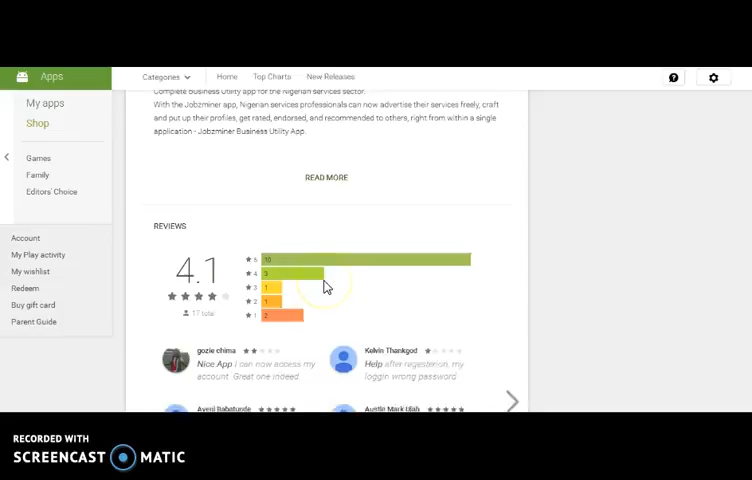 Apps
Categories
Home
Top Charts
New Releases
My apps
Shop
Games
Family
Editors' Choice
Account
My Play activity
My wishlist
Redeem
Buy gift card
Parent Guide
Complete business Utility app for the Nigerian services sector.
With the Jobzminer app, Nigerian services professionals can now advertise their services freely, craft
and put up their profiles, get rated, endorsed, and recommended to others, right from within a single
application - Jobzminer Business Utility App.
READ MORE
REVIEWS
4.1
17 total
5 10
4 3
3 1
2 1
1 2
gozie chima
Nice App I can now access my
account. Great one indeed
Kelvin Thankgod
Help after regesterion, my
loggin wrong password
Ayeni Babatunde
Austin Mark Ujah
RECORDED WITH
SCREENCAST MATIC